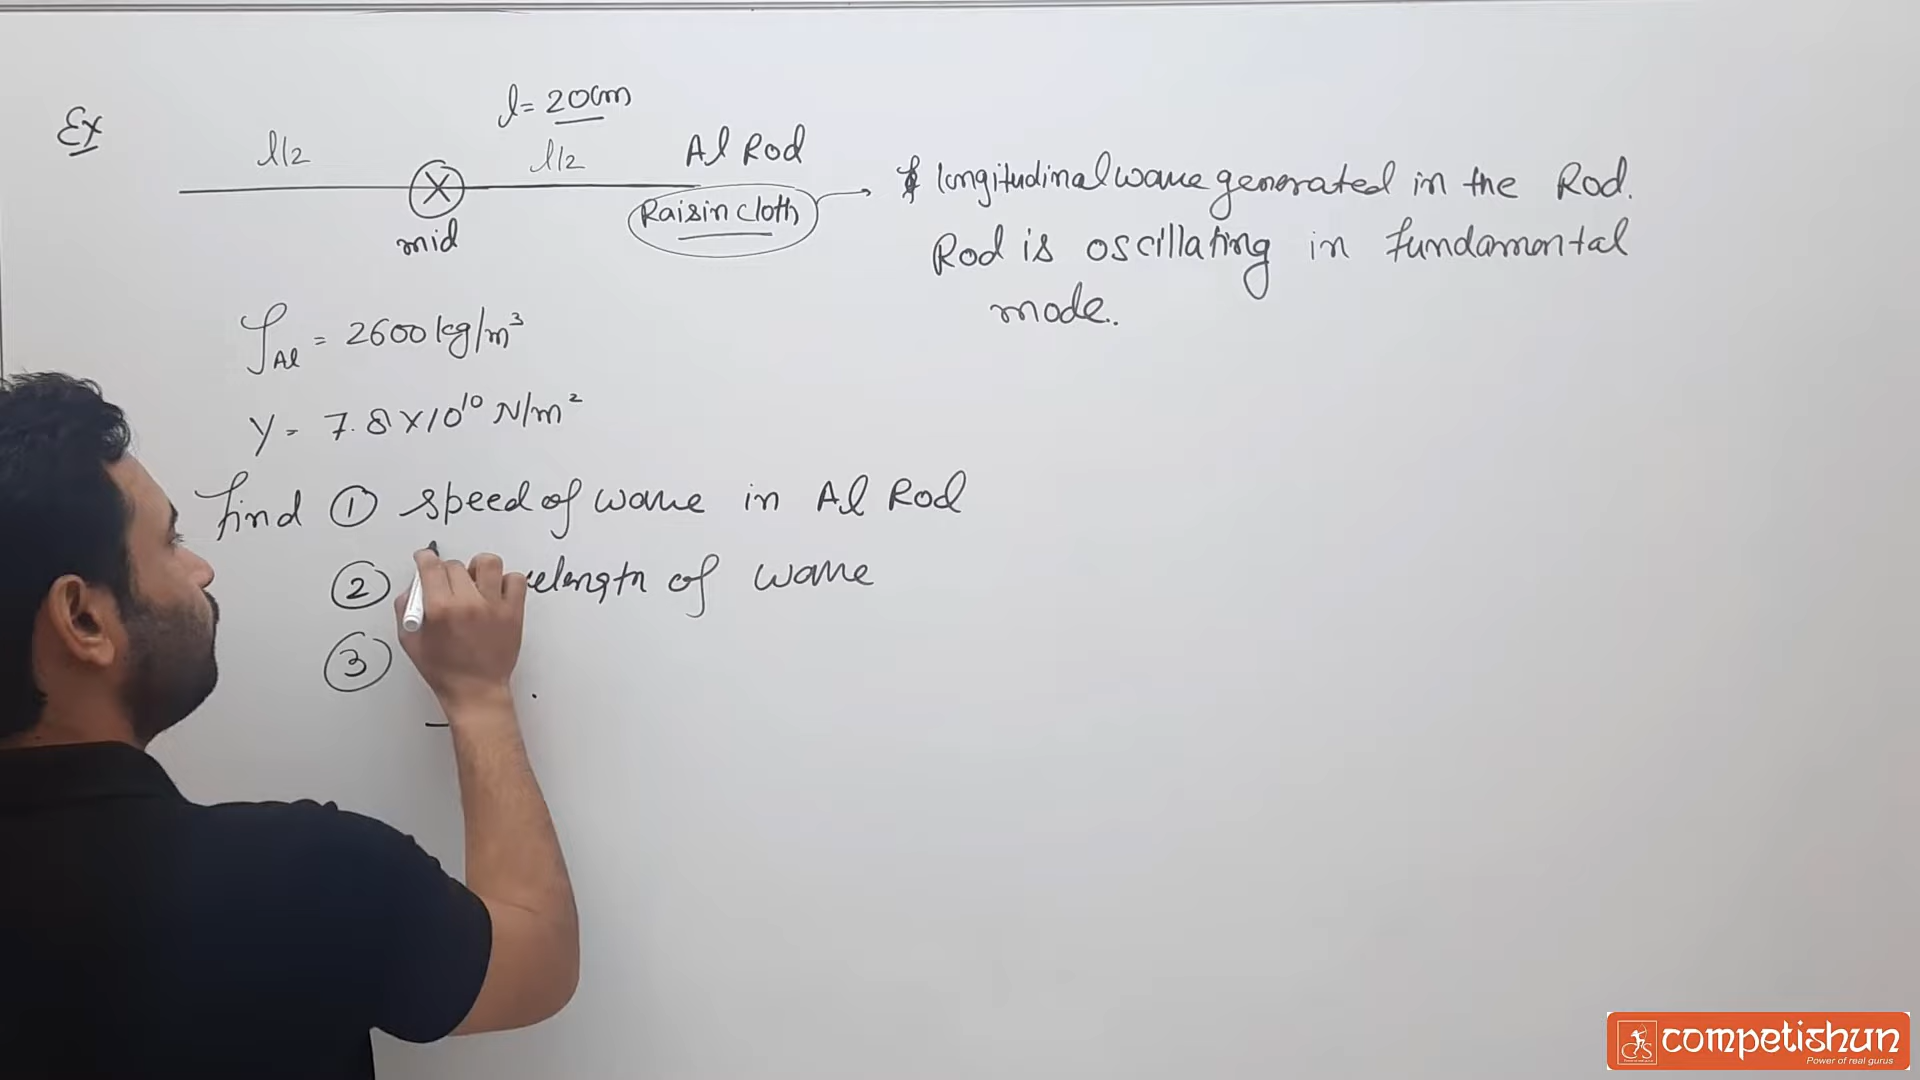 Ex
l = 20cm
l/2
l/2
Al Rod
mid
Raisin cloth
longitudinal wave generated in the Rod.
Rod is oscillating in fundamental
mode.
ρAl = 2600 kg/m³
Y = 7.8×10¹⁰ N/m²
find ① speed of wave in Al Rod
② of wave
③
competishun
Power of real gurus